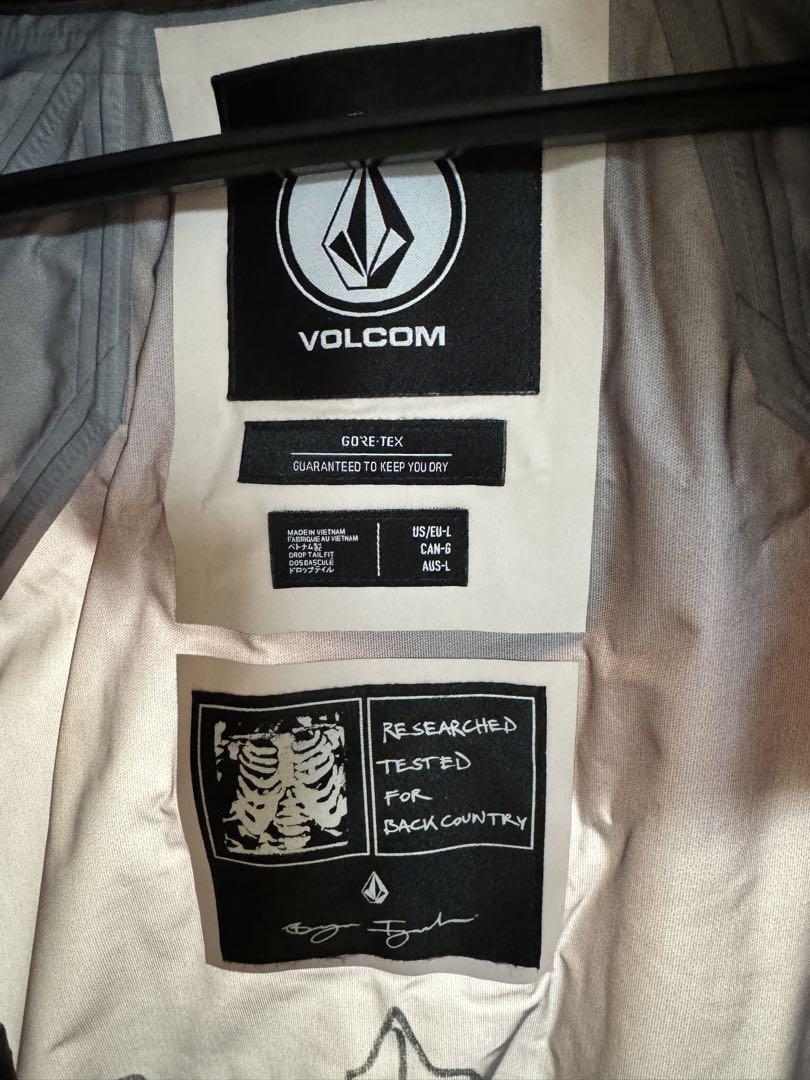 VOLCOM
GORE-TEX
GUARANTEED TO KEEP YOU DRY
MADE IN VIETNAM
FABRIQUE AU VIETNAM
ベトナム製
DROP TAIL FIT
DOS BASCULE
ドロップテイル
US/EU-L
CAN-G
AUS-L
RESEARCHED
TESTED
FOR
BACKCOUNTRY